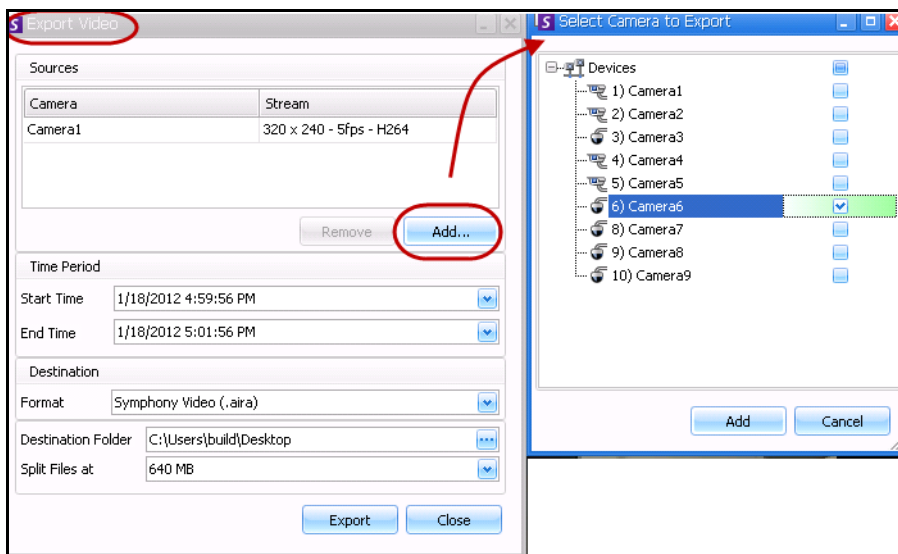 Export Video
Sources
Camera Stream
Camera1 320 x 240 - 5fps - H264
Remove Add...
Time Period
Start Time 1/18/2012 4:59:56 PM
End Time 1/18/2012 5:01:56 PM
Destination
Format Symphony Video (.aira)
Destination Folder C:\Users\build\Desktop
Split Files at 640 MB
Export Close
Select Camera to Export
Devices
1) Camera1
2) Camera2
3) Camera3
4) Camera4
5) Camera5
6) Camera6
8) Camera7
9) Camera8
10) Camera9
Add Cancel